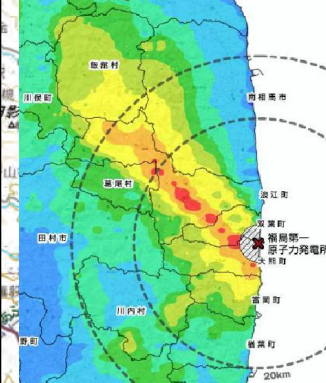 飯舘村
川俣町
南相馬市
葛尾村
浪江町
双葉町
田村市
福島第一
原子力発電所
大熊町
富岡町
川内村
野町
楢葉町
20km